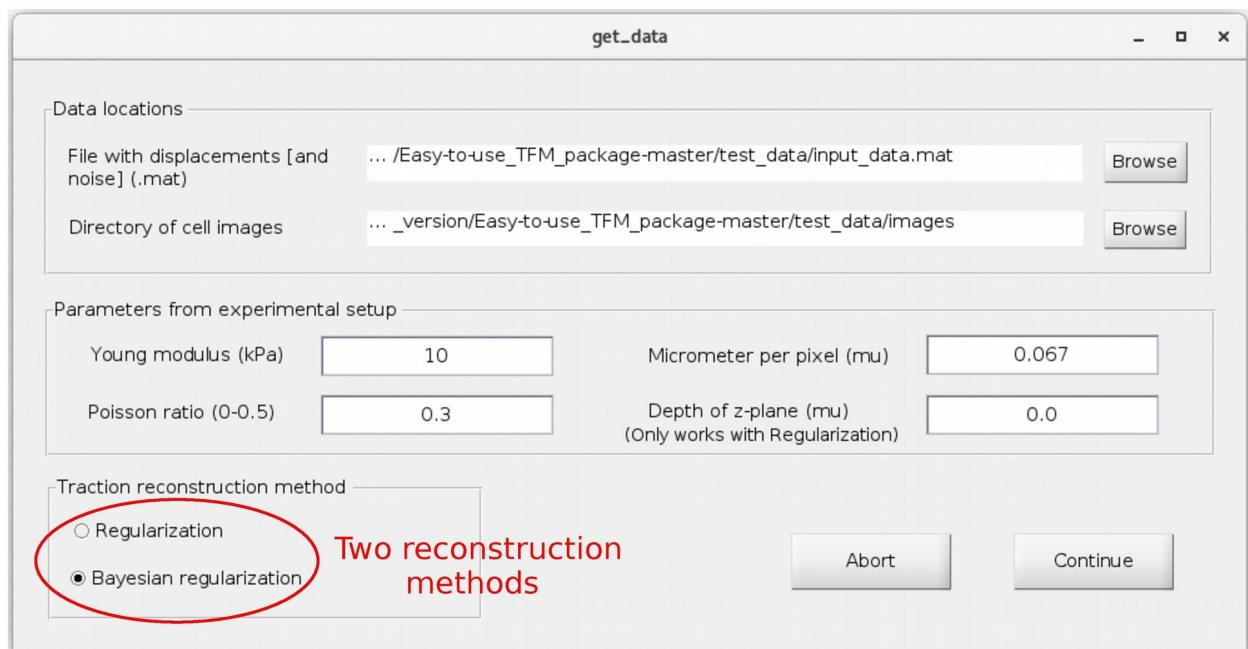 get_data
Data locations
File with displacements [and
noise] (.mat)
... /Easy-to-use_TFM_package-master/test_data/input_data.mat
Browse
Directory of cell images
... _version/Easy-to-use_TFM_package-master/test_data/images
Browse
Parameters from experimental setup
Young modulus (kPa)
10
Micrometer per pixel (mu)
0.067
Poisson ratio (0-0.5)
0.3
Depth of z-plane (mu)
(Only works with Regularization)
0.0
Traction reconstruction method
Regularization
Bayesian regularization
Two reconstruction
methods
Abort
Continue